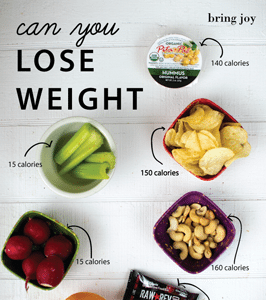 bring joy
can you
LOSE
WEIGHT
ORGANIC
HUMMUS
ORIGINAL FLAVOR
140 calories
15 calories
150 calories
15 calories
160 calories
RAW REV